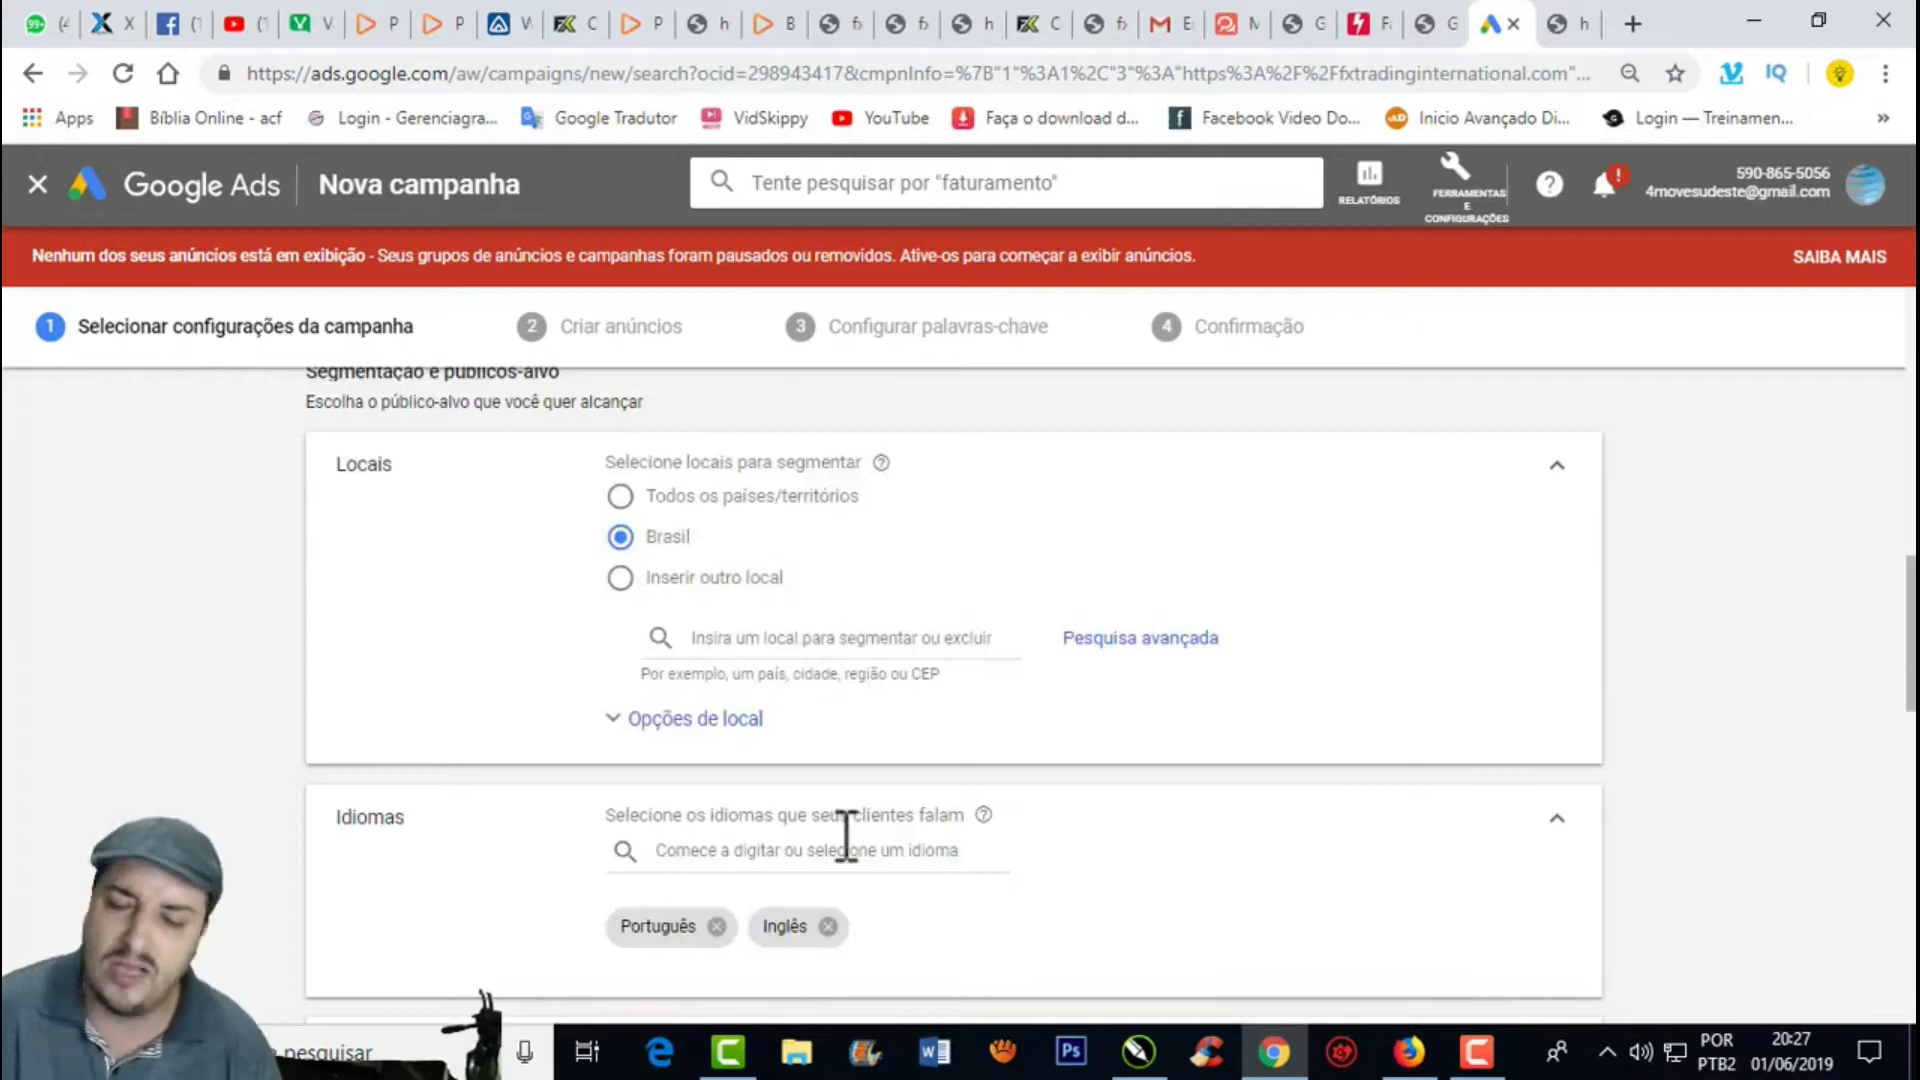 https://ads.google.com/aw/campaigns/new/search?ocid=298943417&cmpnInfo=%7B"1"%3A1%2C"3"%3A"https%3A%2F%2Ffxtradinginternational.com"...
Apps Bíblia Online - acf Login - Gerenciagra... Google Tradutor VidSkippy YouTube Faça o download d... Facebook Video Do... Inicio Avançado Di... Login — Treinamen... »
Google Ads Nova campanha Tente pesquisar por "faturamento" RELATÓRIOS
FERRAMENTAS
E
CONFIGURAÇÕES
590-865-5056
4movesudeste@gmail.com
Nenhum dos seus anúncios está em exibição - Seus grupos de anúncios e campanhas foram pausados ou removidos. Ative-os para começar a exibir anúncios. SAIBA MAIS
1 Selecionar configurações da campanha 2 Criar anúncios 3 Configurar palavras-chave 4 Confirmação
Segmentação e públicos-alvo
Escolha o público-alvo que você quer alcançar
Locais
Selecione locais para segmentar
Todos os países/territórios
Brasil
Inserir outro local
Insira um local para segmentar ou excluir Pesquisa avançada
Por exemplo, um país, cidade, região ou CEP
Opções de local
Idiomas
Selecione os idiomas que seus clientes falam
Comece a digitar ou selecione um idioma
Português Inglês
pesquisar
POR
PTB2
20:27
01/06/2019